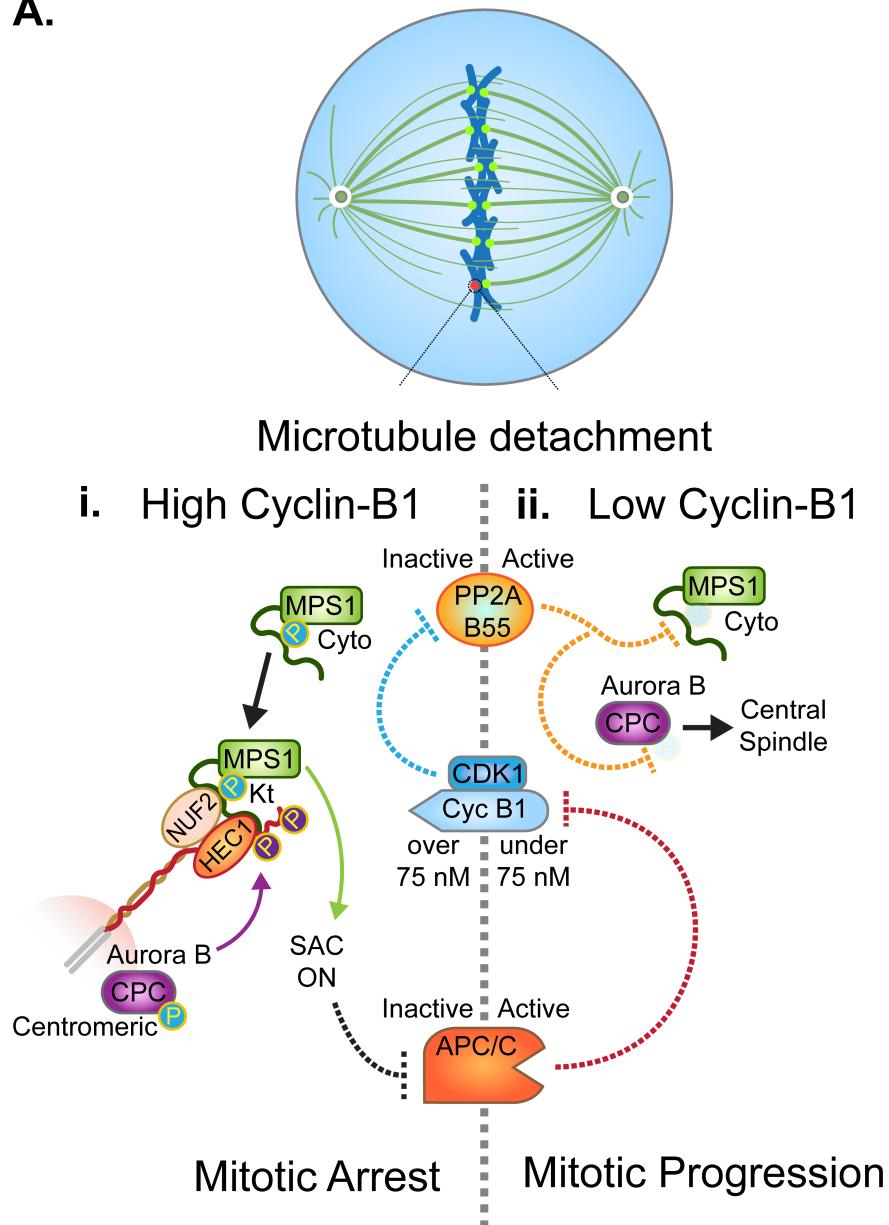 A.
Microtubule detachment
i. High Cyclin-B1
ii. Low Cyclin-B1
Inactive Active
PP2A
B55
MPS1
P
Cyto
MPS1
P
Kt
NUF2
HEC1
P
P
Aurora B
CPC
P
Centromeric
SAC
ON
CDK1
Cyc B1
over
75 nM
under
75 nM
MPS1
Cyto
Aurora B
CPC
Central
Spindle
Inactive Active
APC/C
Mitotic Arrest
Mitotic Progression